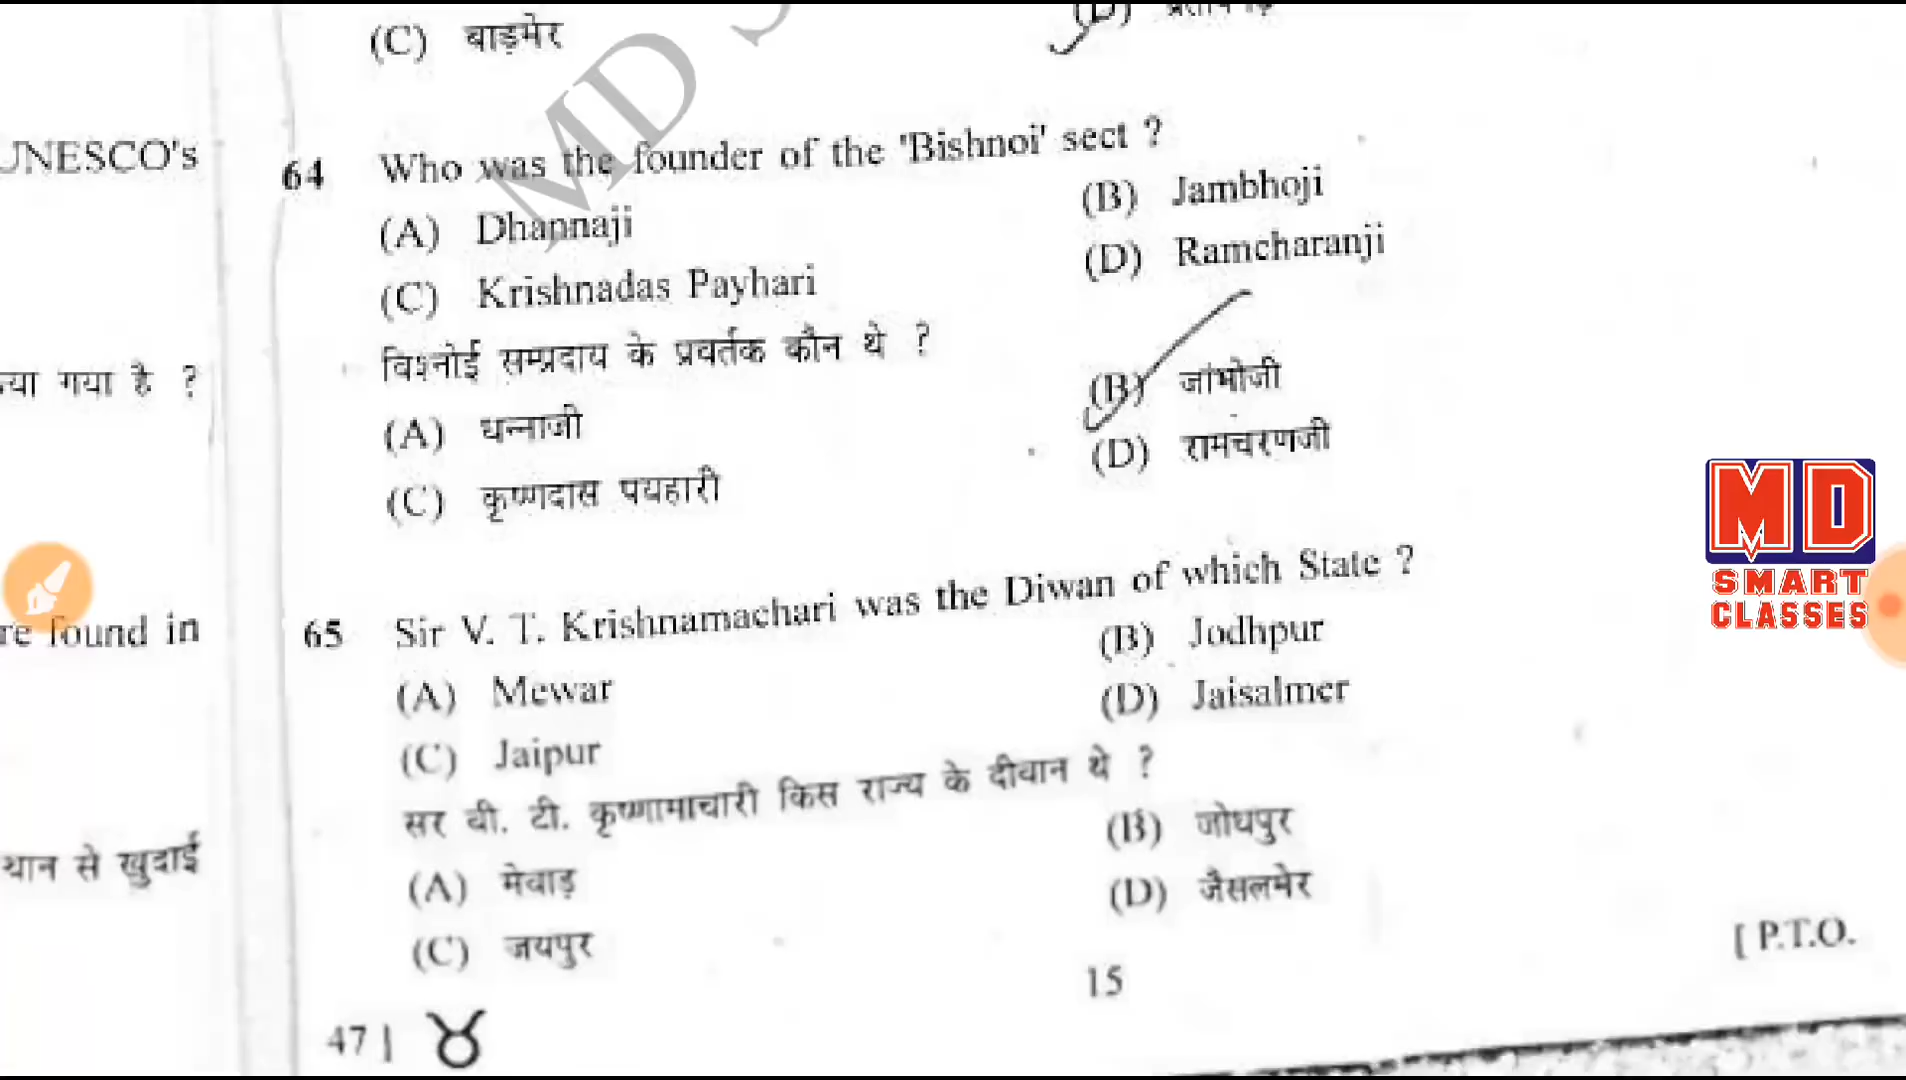 (C) बाड़मेर
UNESCO's
64 Who was the founder of the 'Bishnoi' sect ?
(A) Dhannaji (B) Jambhoji
(C) Krishnadas Payhari (D) Ramcharanji
विश्नोई सम्प्रदाय के प्रवर्तक कौन थे ?
गया है ?
(A) धन्नाजी (B) जांभोजी
(C) कृष्णदास पयहारी (D) रामचरणजी
MD
SMART
CLASSES
re found in
65 Sir V. T. Krishnamachari was the Diwan of which State ?
(A) Mewar (B) Jodhpur
(C) Jaipur (D) Jaisalmer
सर वी. टी. कृष्णामाचारी किस राज्य के दीवान थे ?
थान से खुदाई
(A) मेवाड़ (B) जोधपुर
(C) जयपुर (D) जैसलमेर
47 ] 15 [ P.T.O.
MD